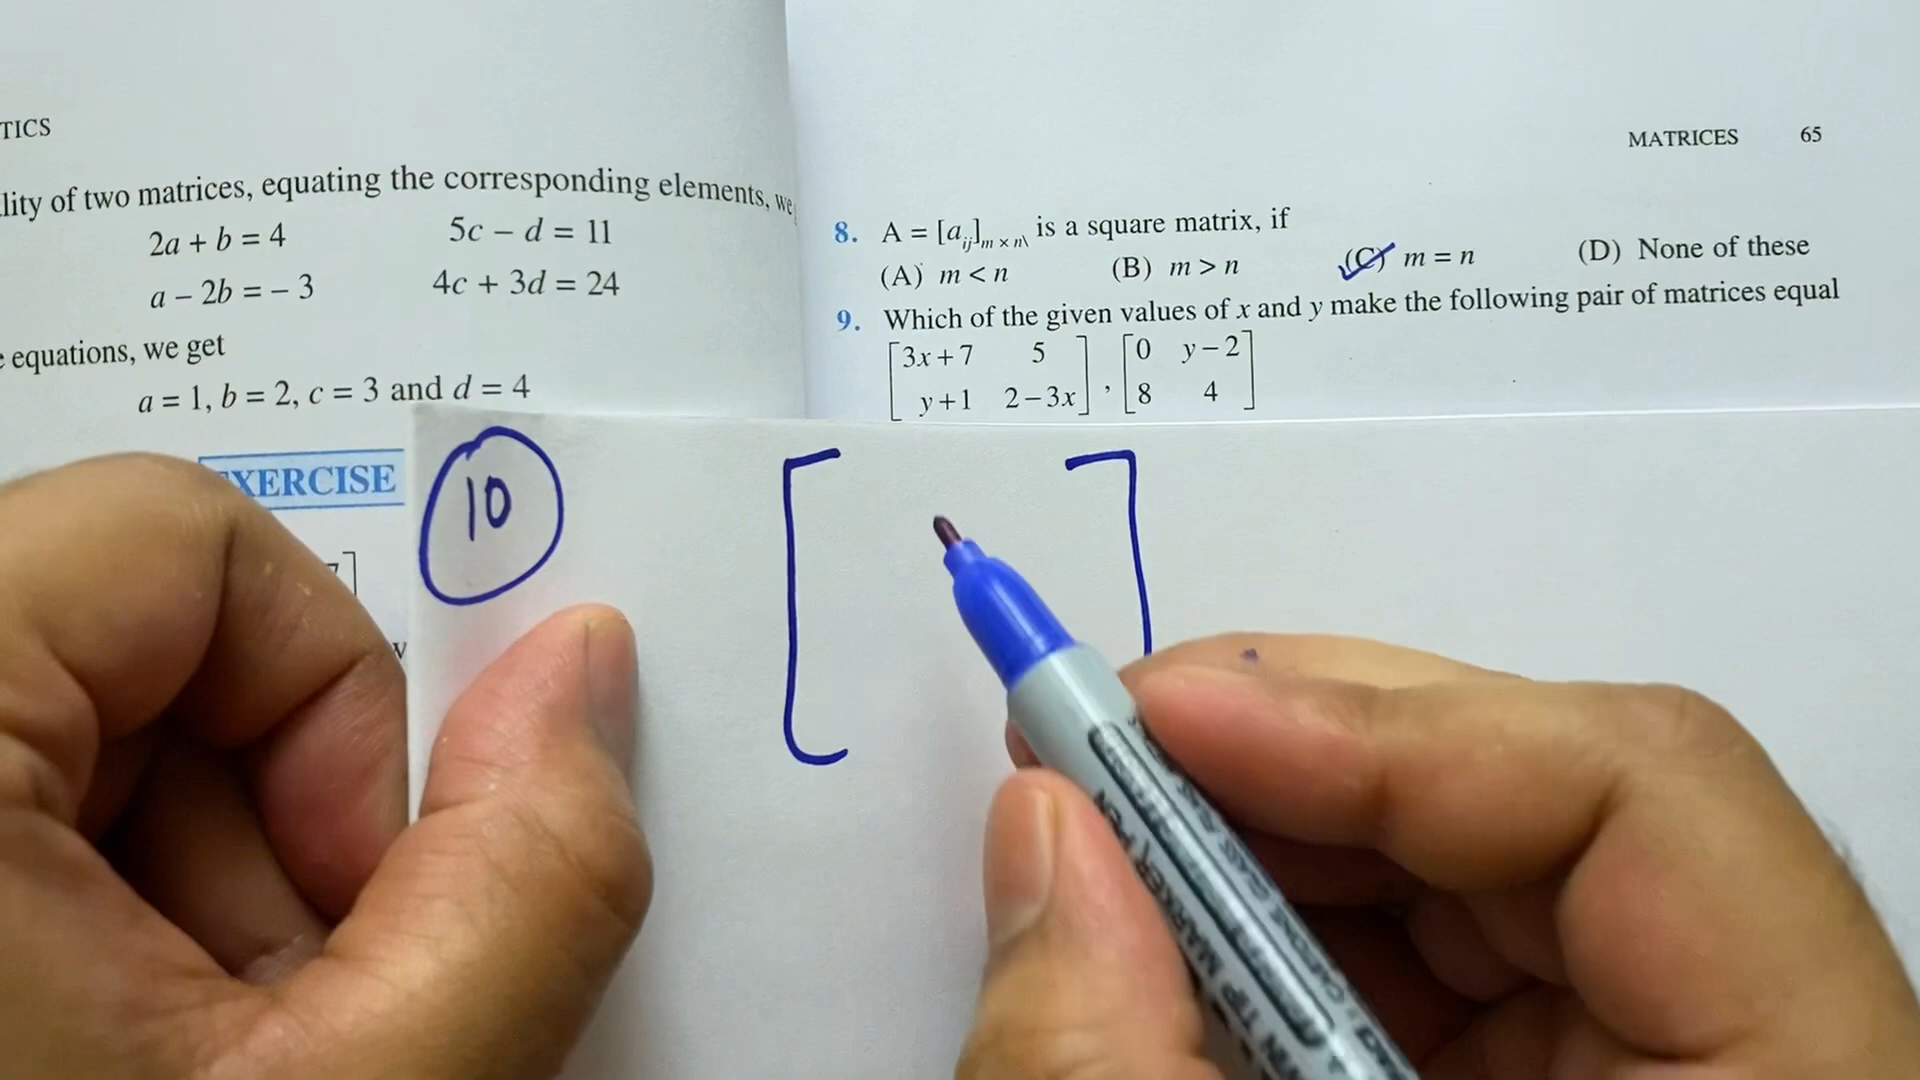 TICS
lity of two matrices, equating the corresponding elements, we
2a + b = 4 5c – d = 11
a – 2b = – 3 4c + 3d = 24
equations, we get
a = 1, b = 2, c = 3 and d = 4
EXERCISE
MATRICES 65
8. A = [aij]m × n\ is a square matrix, if
(A) m < n (B) m > n (C) m = n (D) None of these
9. Which of the given values of x and y make the following pair of matrices equal
[3x + 7 5] [0 y – 2]
[y + 1 2 – 3x] , [8 4]
10